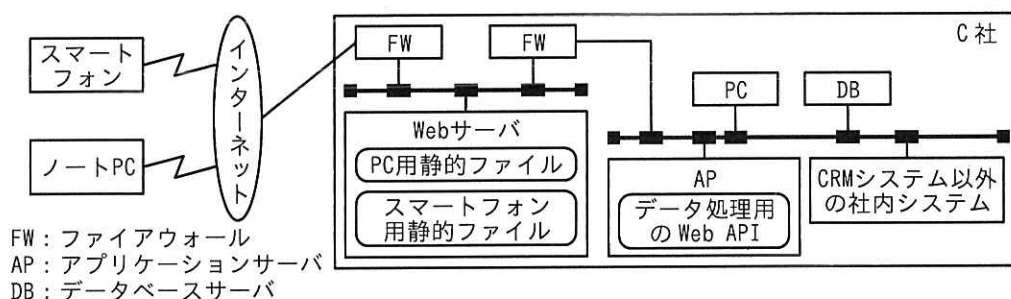 スマート
フォン
ノートPC
インターネット
C社
FW
FW
Webサーバ
PC用静的ファイル
スマートフォン
用静的ファイル
PC
DB
AP
データ処理用
のWeb API
CRMシステム以外
の社内システム
FW:ファイアウォール
AP:アプリケーションサーバ
DB:データベースサーバ